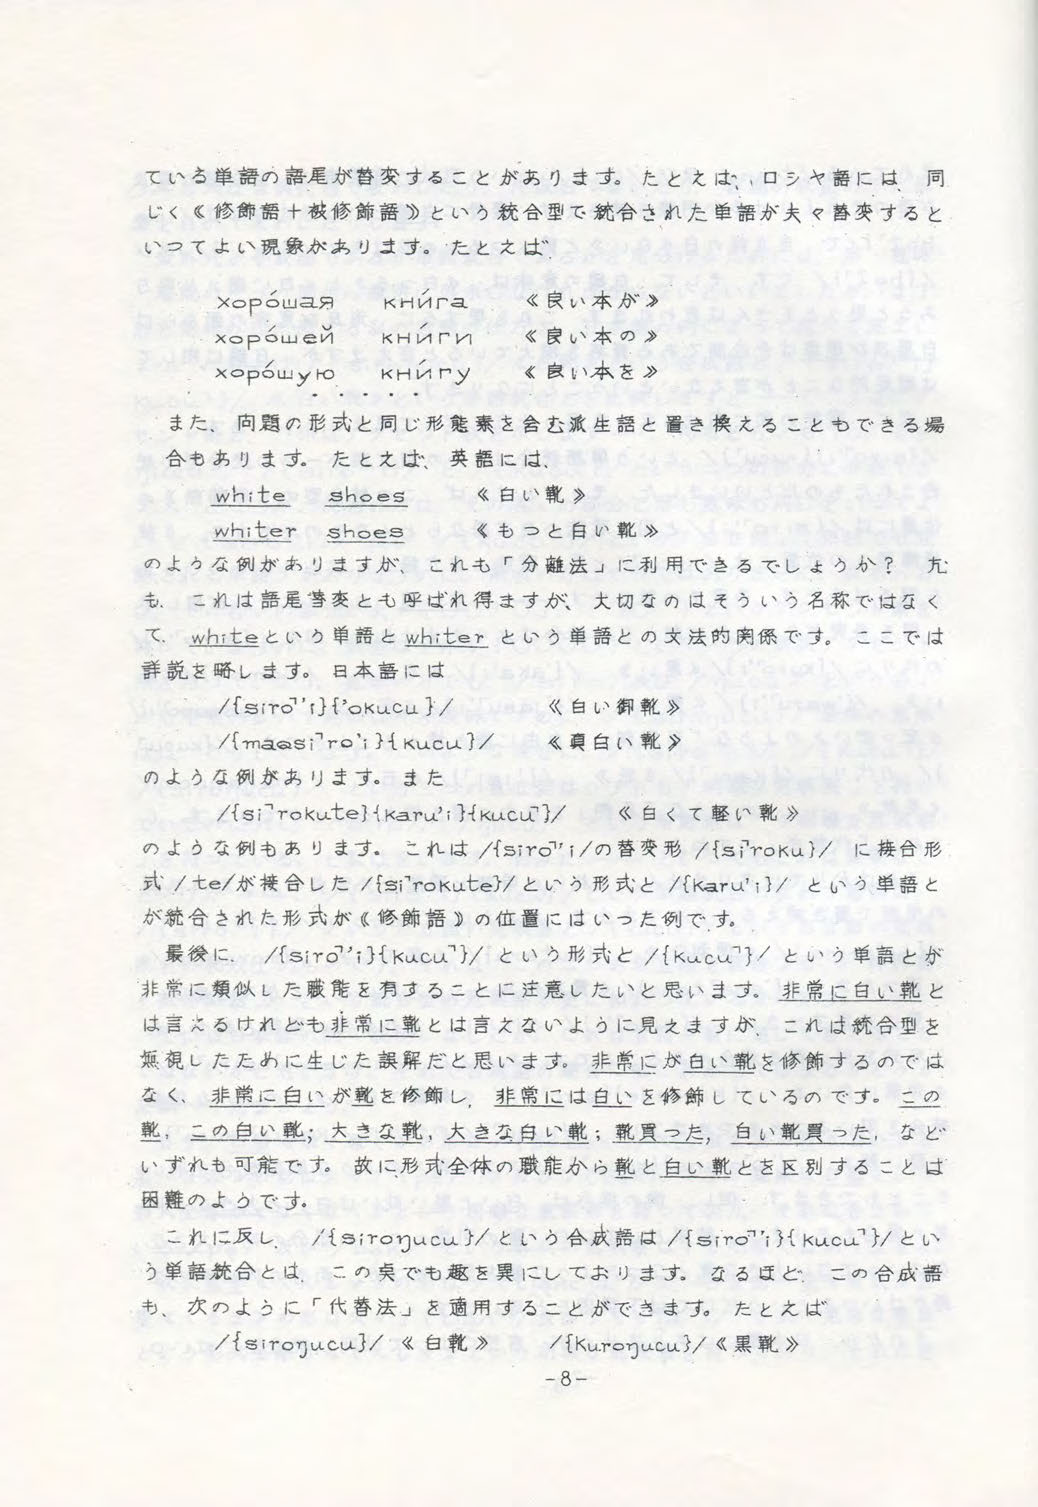 ている単語の語尾が替変することがあります。たとえば、ロシヤ語には、同
じく《修飾語+被修飾語》という統合型で統合された単語が夫々替変すると
いつてよい現象があります。たとえば
хоро́шая кни́га 《良い本が》
хоро́шей кни́ги 《良い本の》
хоро́шую кни́гу 《良い本を》
・・・・・
また、問題の形式と同じ形態素を含む派生語と置き換えることもできる場
合もあります。たとえば、英語には、
white shoes 《白い靴》
whiter shoes 《もつと白い靴》
のような例がありますが、これも「分離法」に利用できるでしょうか? 尤
も、これは語尾替変とも呼ばれ得ますが、大切なのはそういう名称ではなく
て、whiteという単語とwhiterという単語との文法的関係です。ここでは
詳説を略します。日本語には
/{siro˥'i}{'okucu}/ 《白い御靴》
/{maqsi˥ro'i}{kucu}/ 《真白い靴》
のような例があります。また
/{si˥rokute}{karu'i}{kucu˥}/ 《白くて軽い靴》
のような例もあります。これは/{siro˥'i/の替変形/{si˥roku}/ に接合形
式/te/が接合した/{si˥rokute}/という形式と/{karu'i}/ という単語と
が統合された形式が《修飾語》の位置にはいつた例です。
最後に、/{siro˥'i}{kucu˥}/という形式と/{kucu˥}/ という単語とが
非常に類似した職能を有することに注意したいと思います。非常に白い靴と
は言えるけれども非常に靴とは言えないように見えますが、これは統合型を
無視したために生じた誤解だと思います。非常にが白い靴を修飾するのでは
なく、非常に白いが靴を修飾し、非常には白いを修飾しているのです。この
靴,この白い靴;大きな靴,大きな白い靴;靴買った,白い靴買った,など
いずれも可能です。故に形式全体の職能から靴と白い靴とを区別することは
困難のようです。
これに反し、/{siroŋucu}/という合成語は/{siro˥'i}{kucu˥}/とい
う単語統合とは、この点でも趣を異にしております。なるほど、この合成語
も、次のように「代替法」を適用することができます。たとえば
/{siroŋucu}/《白靴》 /{kuroŋucu}/《黒靴》
-8-